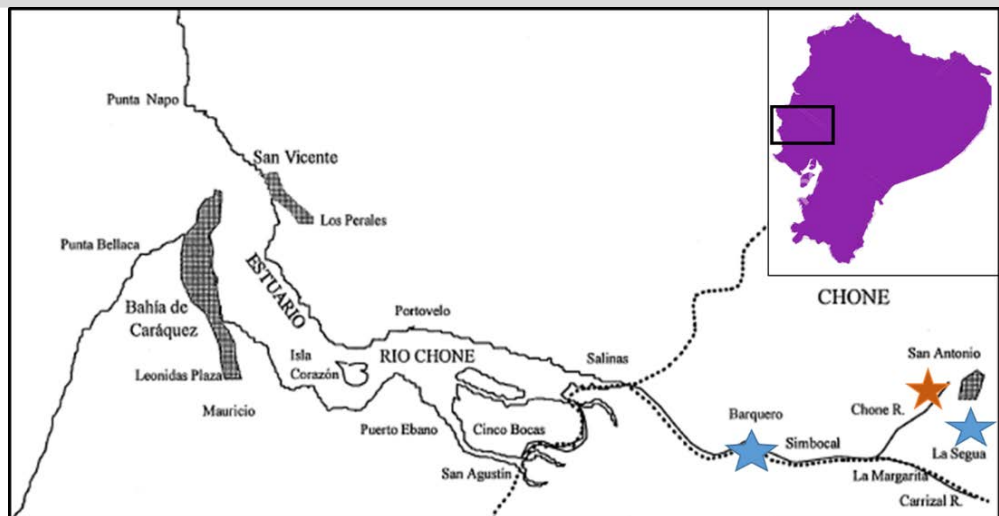 Punta Napo
San Vicente
Los Perales
Punta Bellaca
ESTUARIO
Bahía de
Caráquez
CHONE
Portovelo
Isla
Corazón
RIO CHONE
Salinas
San Antonio
Leonidas Plaza
Mauricio
Chone R.
Barquero
Puerto Ebano
Cinco Bocas
Simbocal
La Segua
San Agustín
La Margarita
Carrizal R.